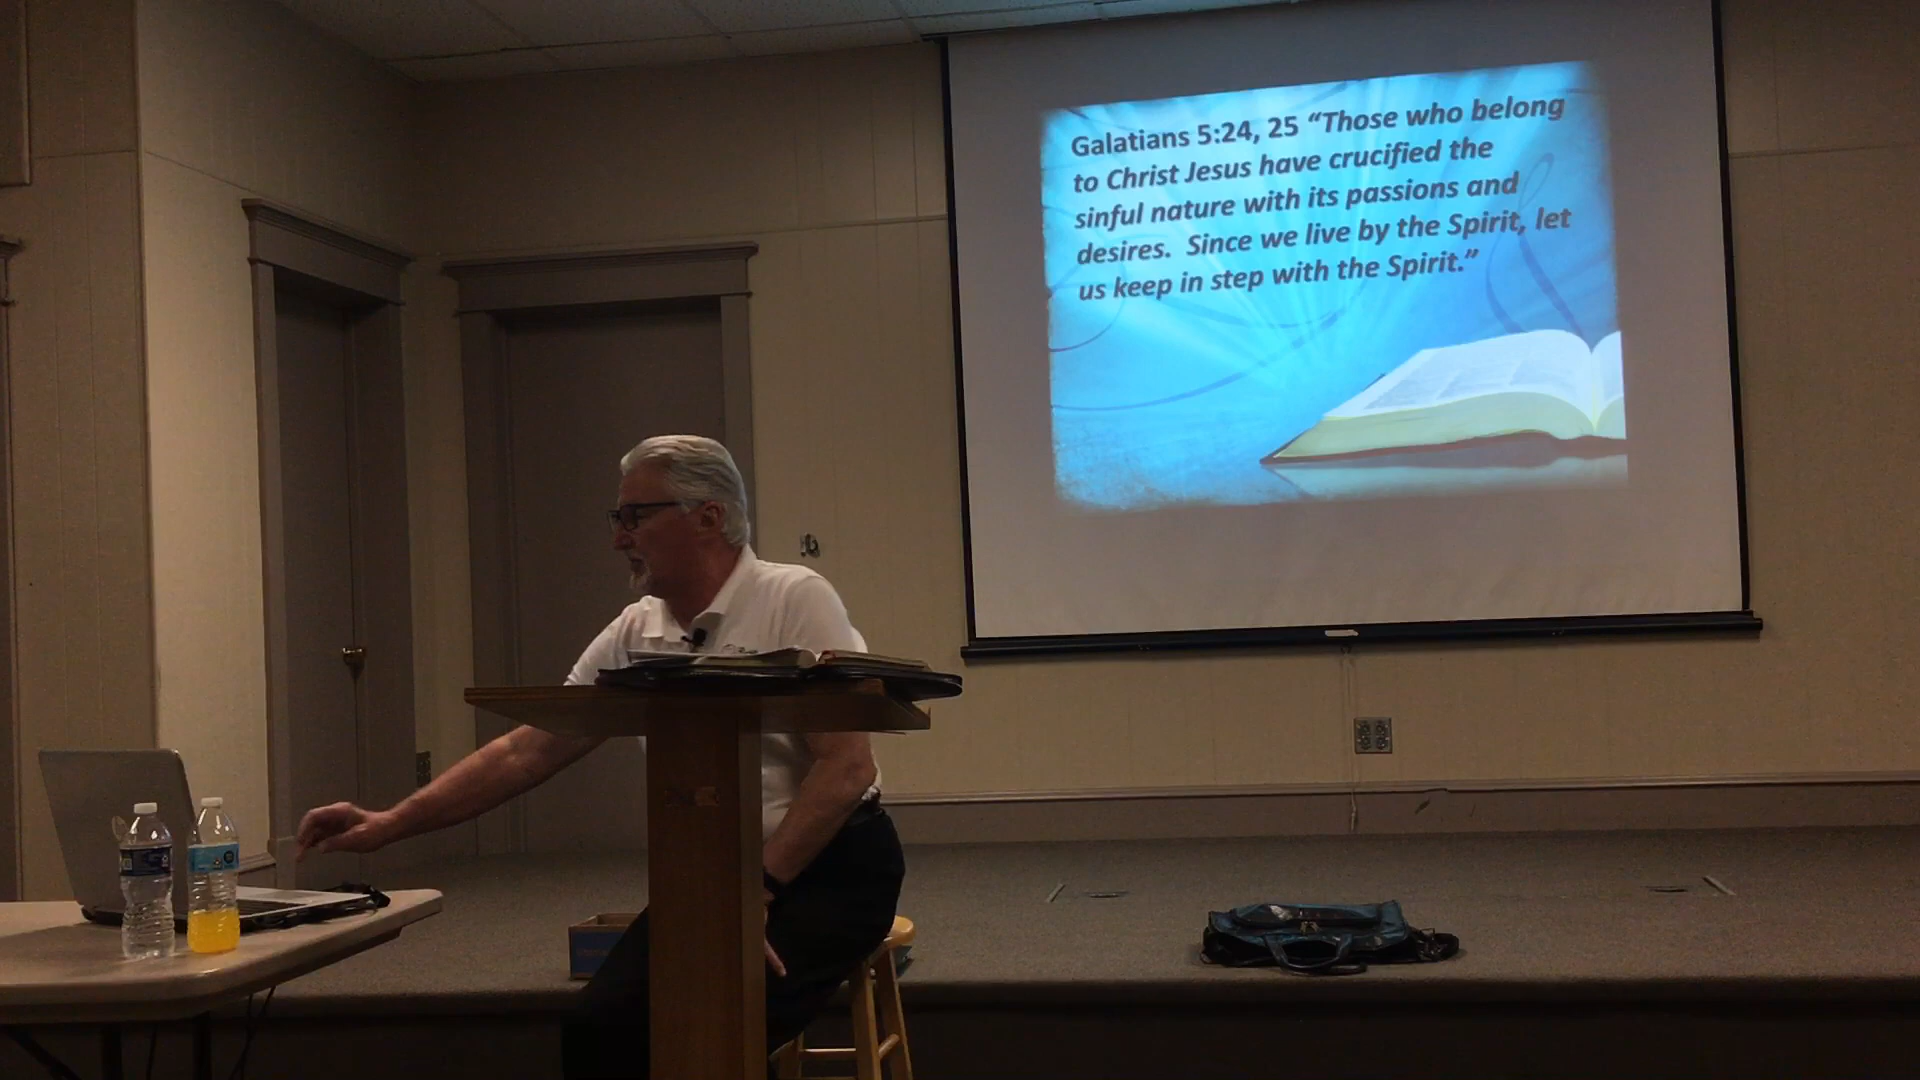 Galatians 5:24, 25 “Those who belong
to Christ Jesus have crucified the
sinful nature with its passions and
desires. Since we live by the Spirit, let
us keep in step with the Spirit.”